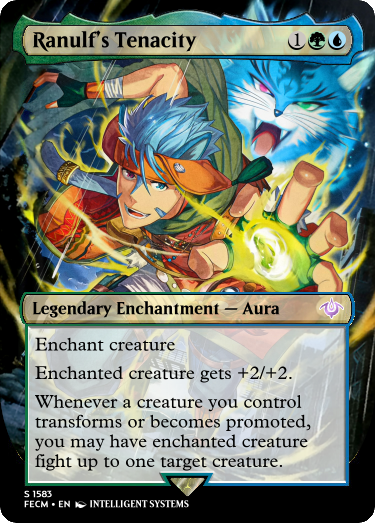 Ranulf's Tenacity 1
Legendary Enchantment — Aura
Enchant creature
Enchanted creature gets +2/+2.
Whenever a creature you control
transforms or becomes promoted,
you may have enchanted creature
fight up to one target creature.
S 1583
FECM • EN INTELLIGENT SYSTEMS